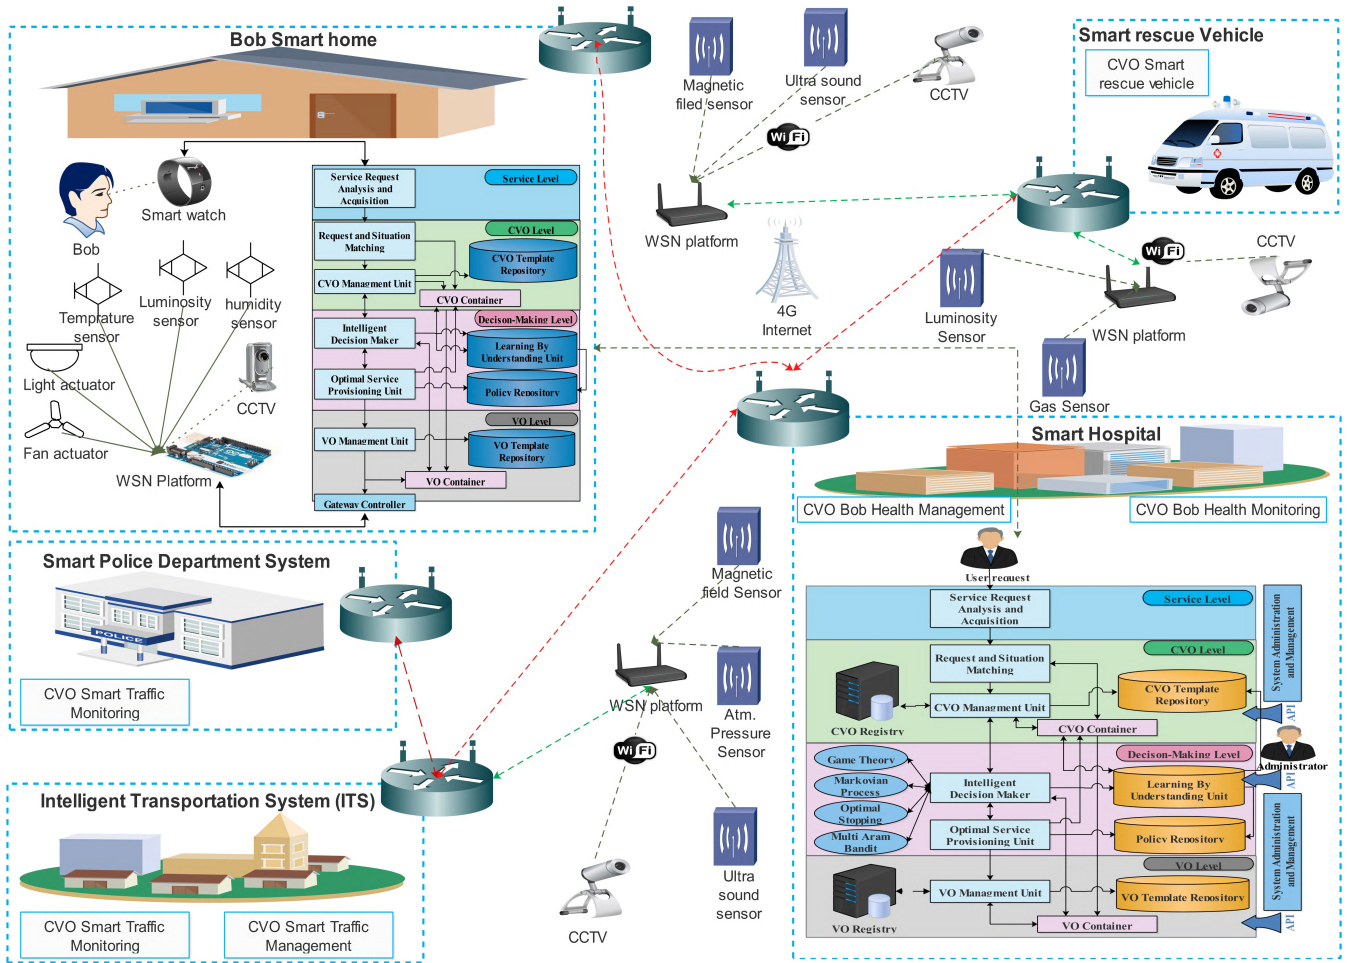 Bob Smart home
Bob
Smart watch
Temprature
sensor
Luminosity
sensor
humidity
sensor
Light actuator
Fan actuator
CCTV
WSN Platform
Service Request
Analysis and
Acquisition
Service Level
Request and Situation
Matching
CVO Level
CVO Template
Repository
CVO Managment Unit
CVO Container
Decison-Making Level
Intelligent
Decision Maker
Learning By
Understanding Unit
Optimal Service
Provisioning Unit
Policy Repository
VO Level
VO Managment Unit
VO Template
Repository
VO Container
Gateway Controller
Magnetic
filed sensor
Ultra sound
sensor
CCTV
WiFi
WSN platform
4G
Internet
Smart rescue Vehicle
CVO Smart
rescue vehicle
WiFi
CCTV
Luminosity
Sensor
WSN platform
Gas Sensor
Smart Police Department System
POLICE
CVO Smart Traffic
Monitoring
Intelligent Transportation System (ITS)
CVO Smart Traffic
Monitoring
CVO Smart Traffic
Management
Magnetic
field Sensor
WSN platform
Atm.
Pressure
Sensor
WiFi
Ultra
sound
sensor
CCTV
Smart Hospital
CVO Bob Health Management
CVO Bob Health Monitoring
User request
Service Request
Analysis and
Acquisition
Service Level
Request and Situation
Matching
CVO Level
CVO Template
Repository
CVO Managment Unit
CVO Registry
CVO Container
Decison-Making Level
Game Theory
Markovian
Process
Optimal
Stopping
Multi Aram
Bandit
Intelligent
Decision Maker
Learning By
Understanding Unit
Optimal Service
Provisioning Unit
Policy Repository
VO Level
VO Managment Unit
VO Template Repository
VO Registry
VO Container
System Administration
and Management
API
Administrator
API
System Administration
and Management
API